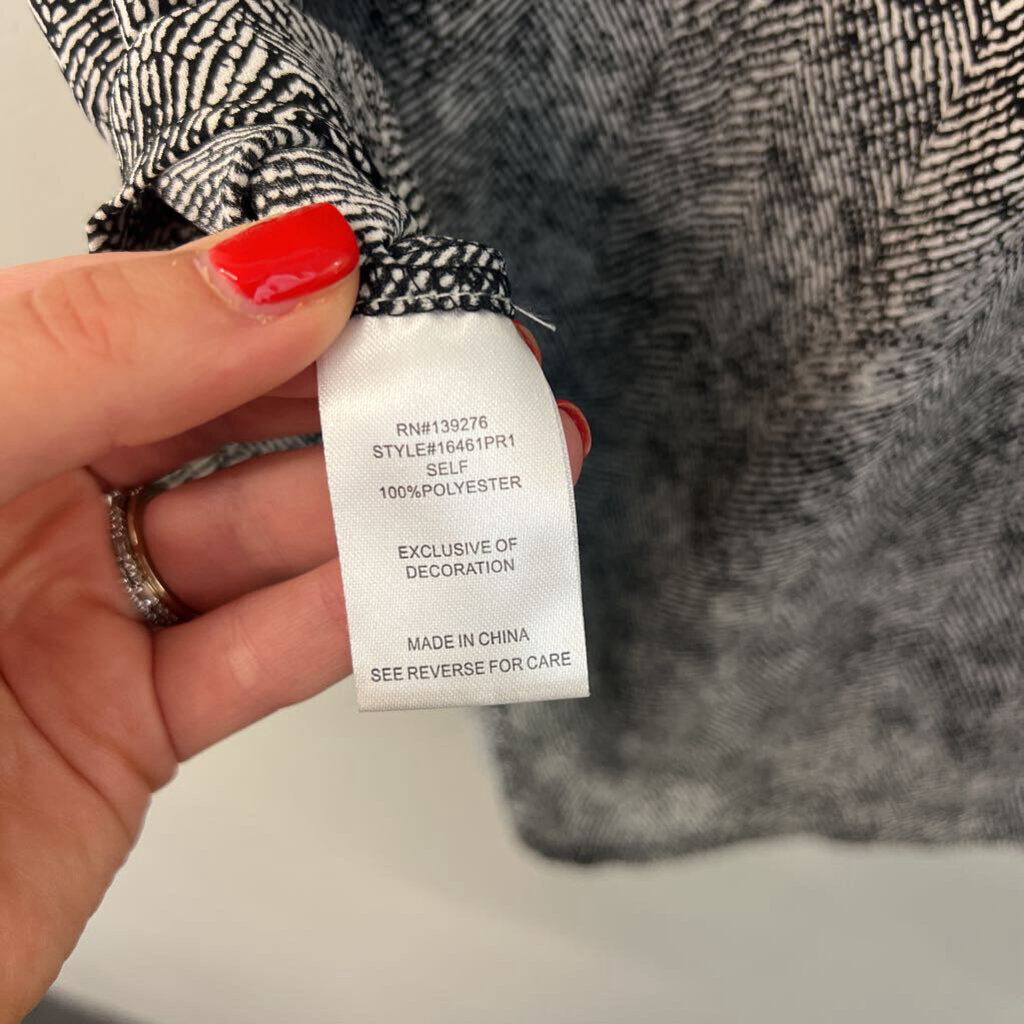 RN#139276
STYLE#16461PR1
SELF
100%POLYESTER
EXCLUSIVE OF
DECORATION
MADE IN CHINA
SEE REVERSE FOR CARE